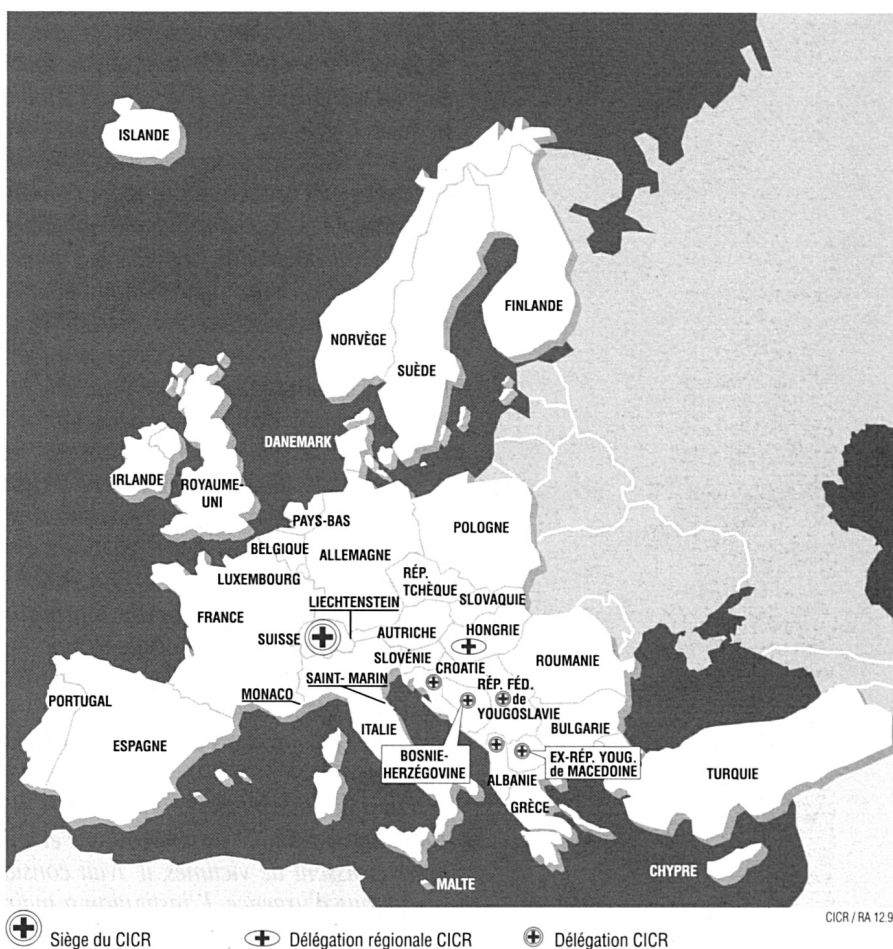 ISLANDE
FINLANDE
NORVÈGE
SUÈDE
DANEMARK
IRLANDE
ROYAUME-
UNI
PAYS-BAS
POLOGNE
BELGIQUE
ALLEMAGNE
LUXEMBOURG
RÉP.
TCHÈQUE
SLOVAQUIE
LIECHTENSTEIN
FRANCE
SUISSE
AUTRICHE
HONGRIE
SLOVÉNIE
ROUMANIE
CROATIE
SAINT- MARIN
MONACO
RÉP. FÉD.
de
YOUGOSLAVIE
PORTUGAL
ESPAGNE
ITALIE
BULGARIE
BOSNIE-
HERZÉGOVINE
EX-RÉP. YOUG.
de MACEDOINE
ALBANIE
TURQUIE
GRÈCE
CHYPRE
MALTE
CICR / RA 12.9
Siège du CICR
Délégation régionale CICR
Délégation CICR